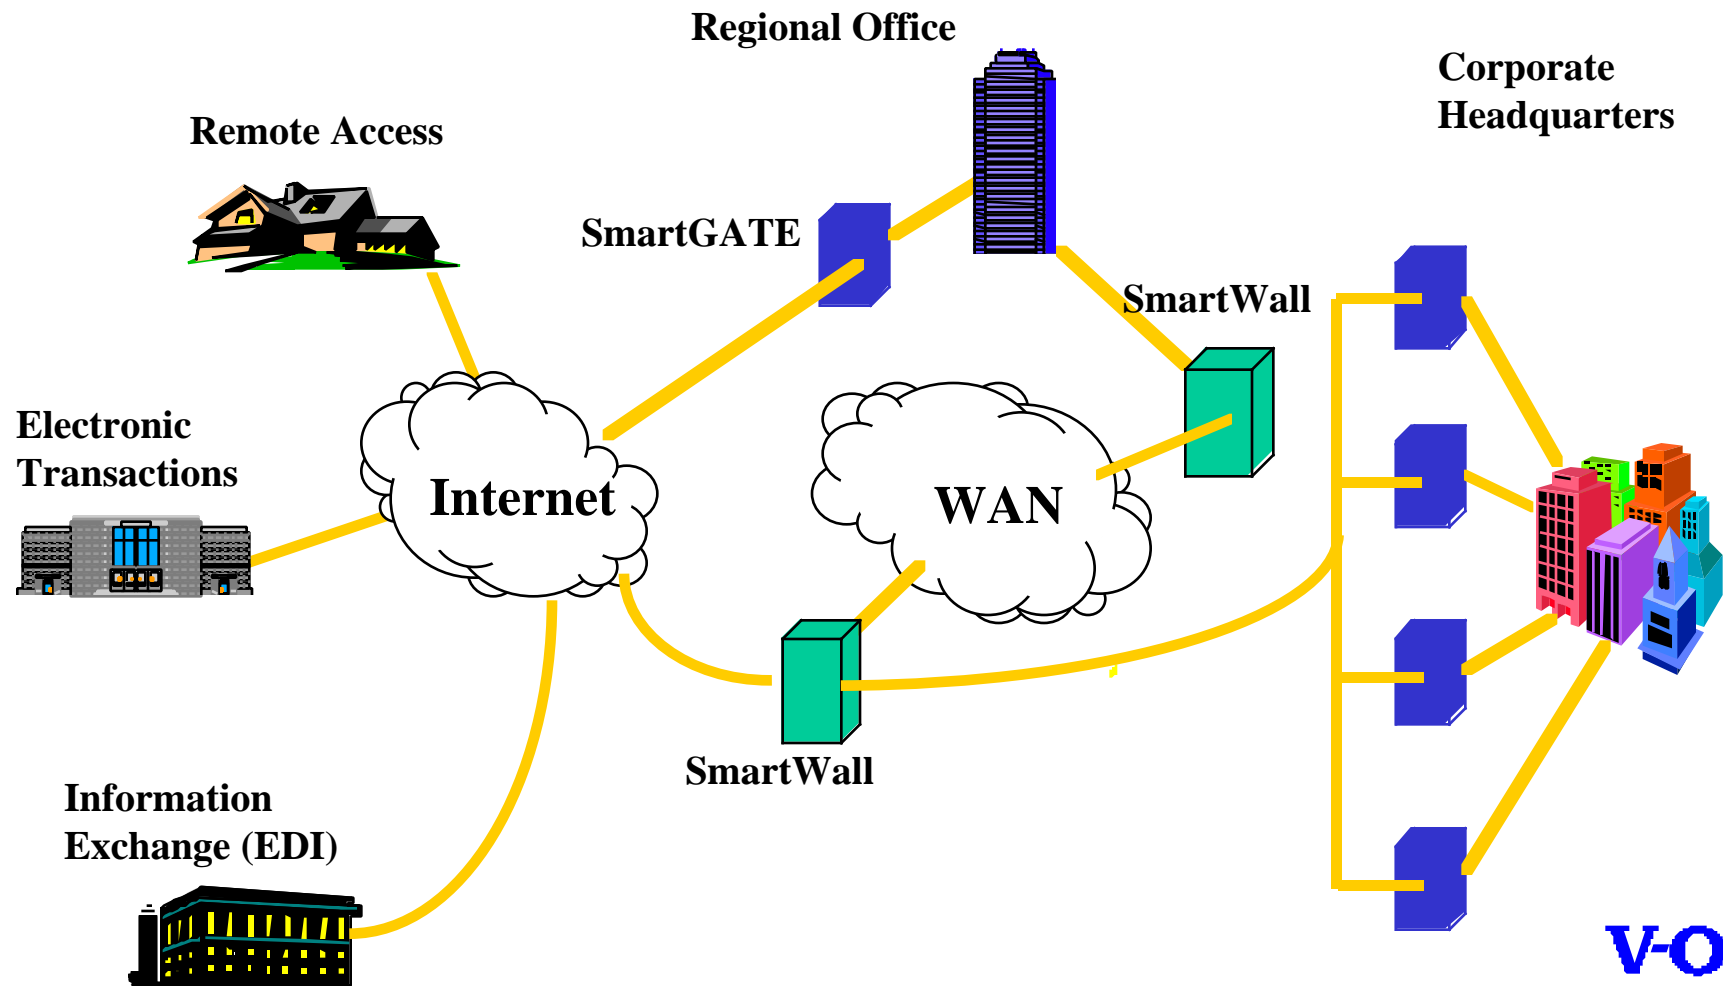 Regional Office
Corporate
Headquarters
Remote Access
SmartGATE
SmartWall
Electronic
Transactions
Internet
WAN
SmartWall
Information
Exchange (EDI)
V-O